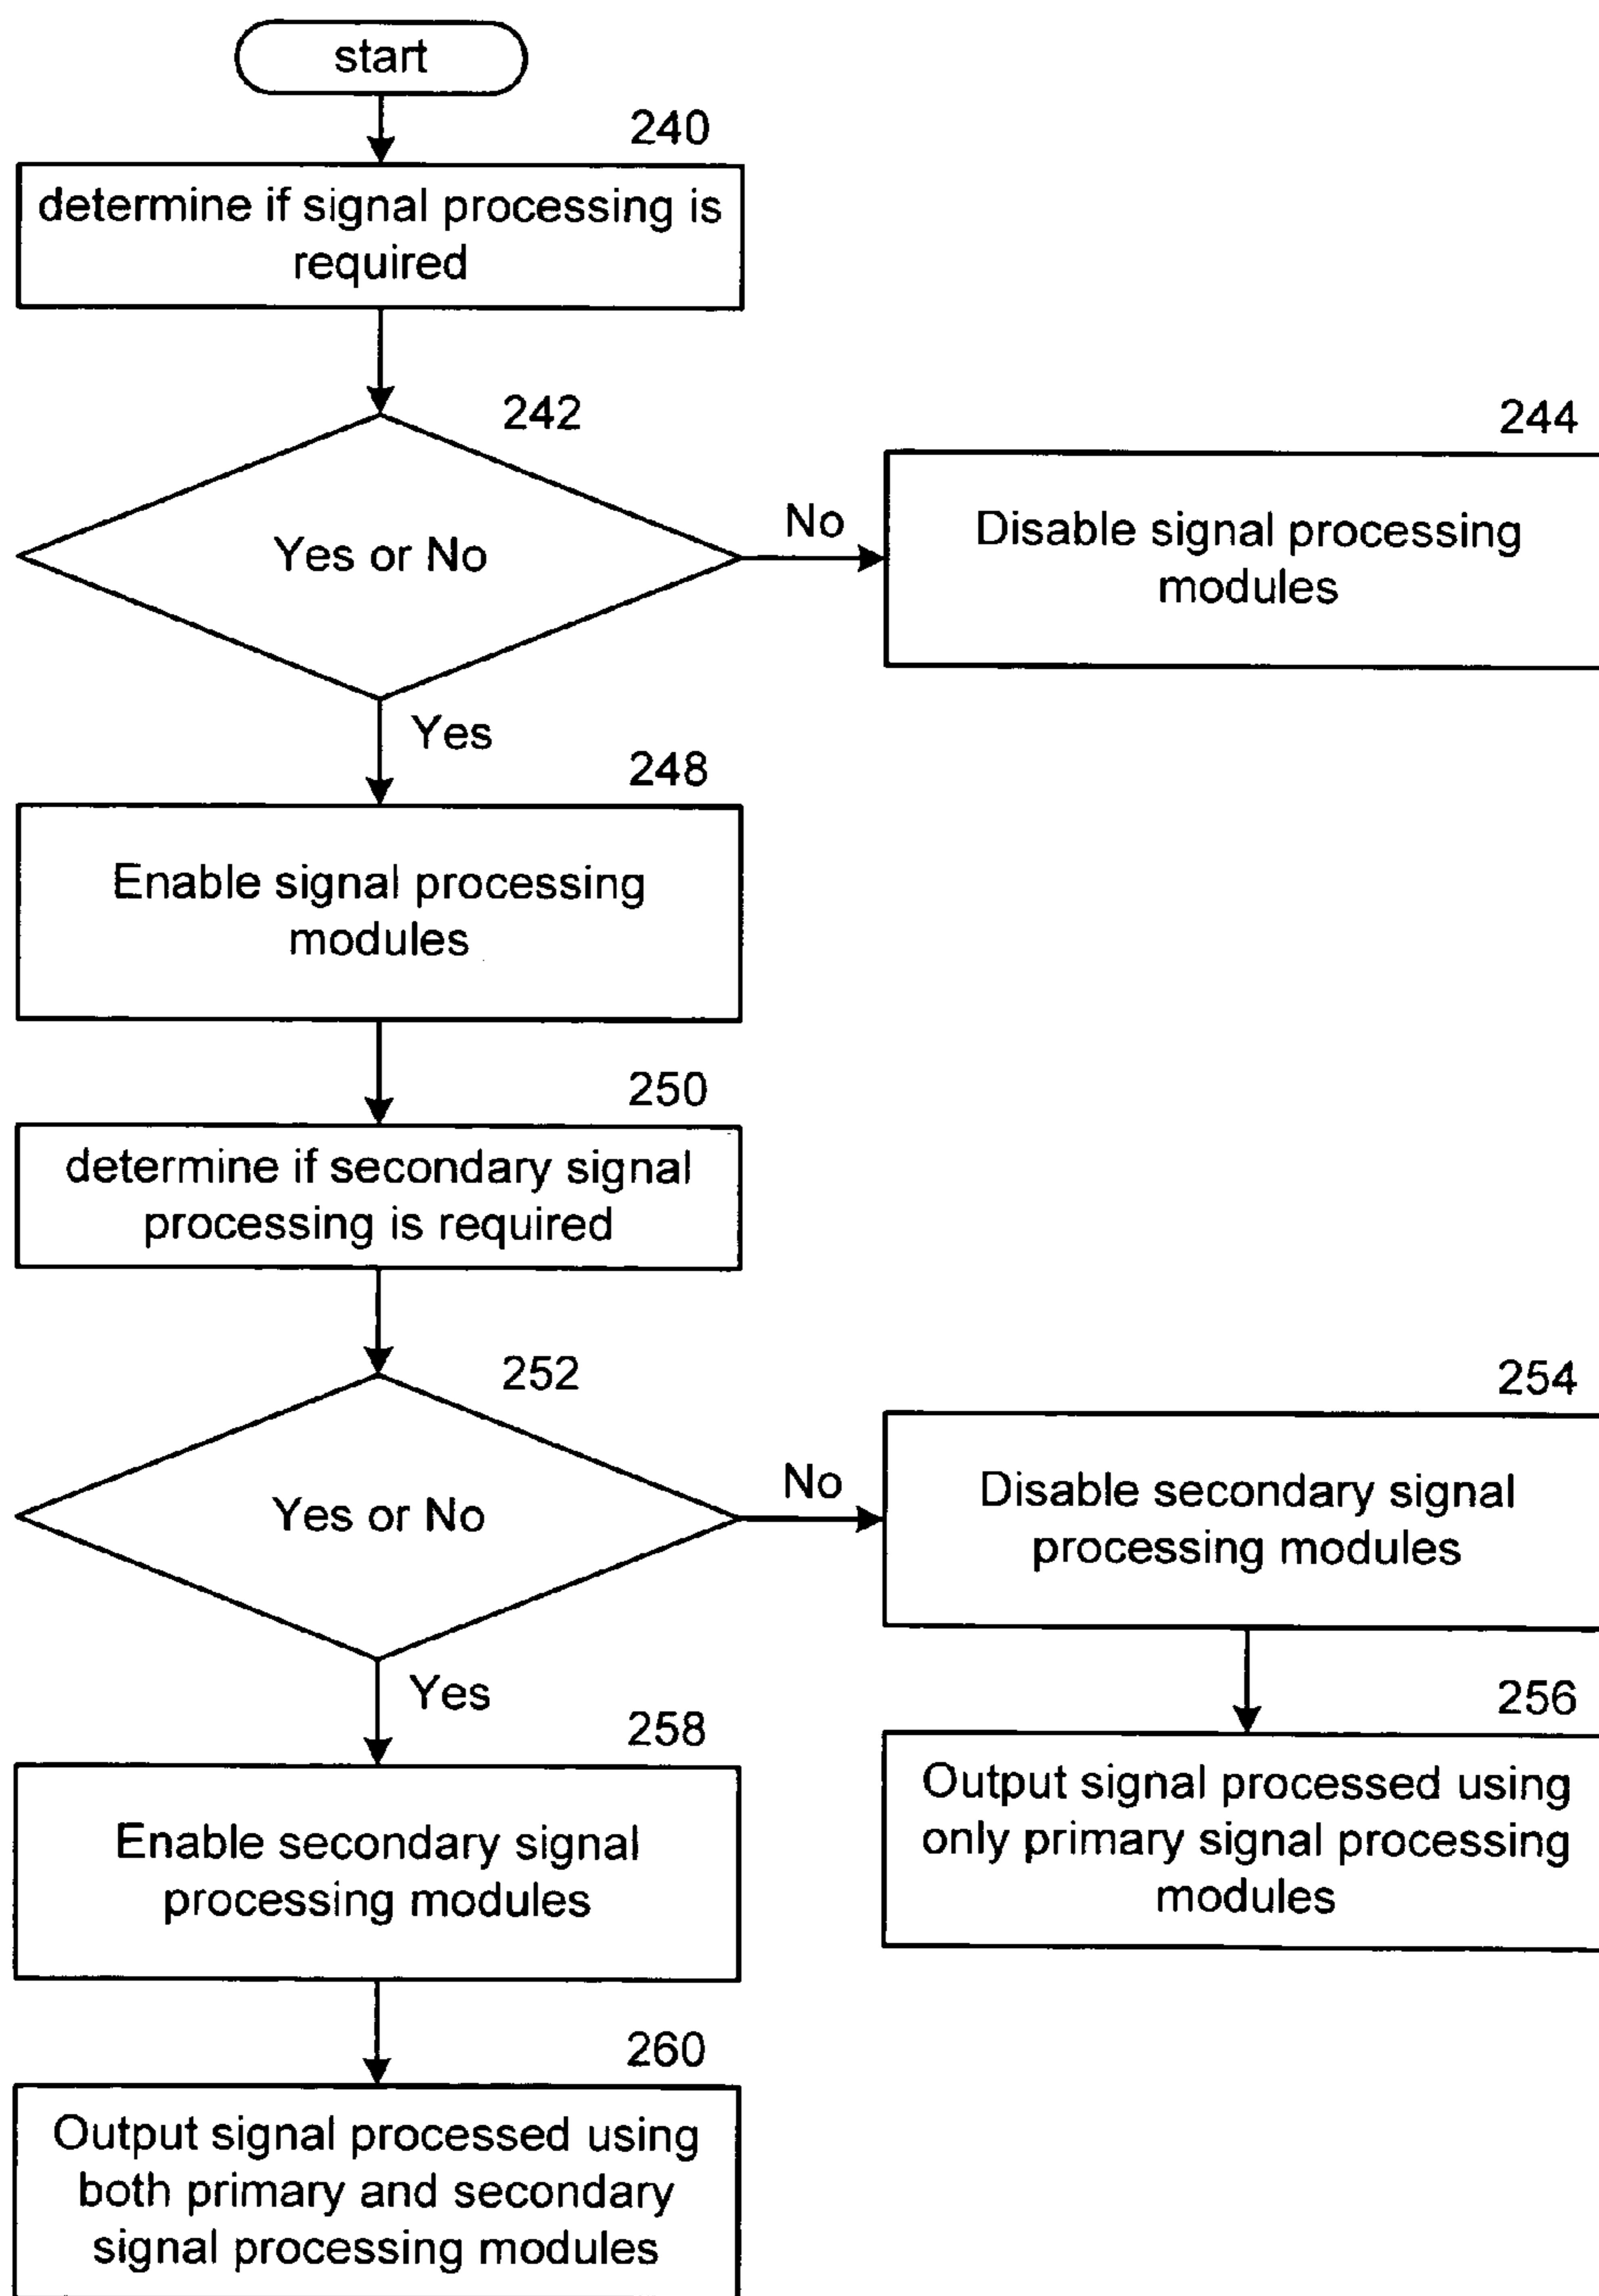 start
240
determine if signal processing is
required
242
Yes or No
No
244
Disable signal processing
modules
Yes
248
Enable signal processing
modules
250
determine if secondary signal
processing is required
252
Yes or No
No
254
Disable secondary signal
processing modules
256
Output signal processed using
only primary signal processing
modules
Yes
258
Enable secondary signal
processing modules
260
Output signal processed using
both primary and secondary
signal processing modules